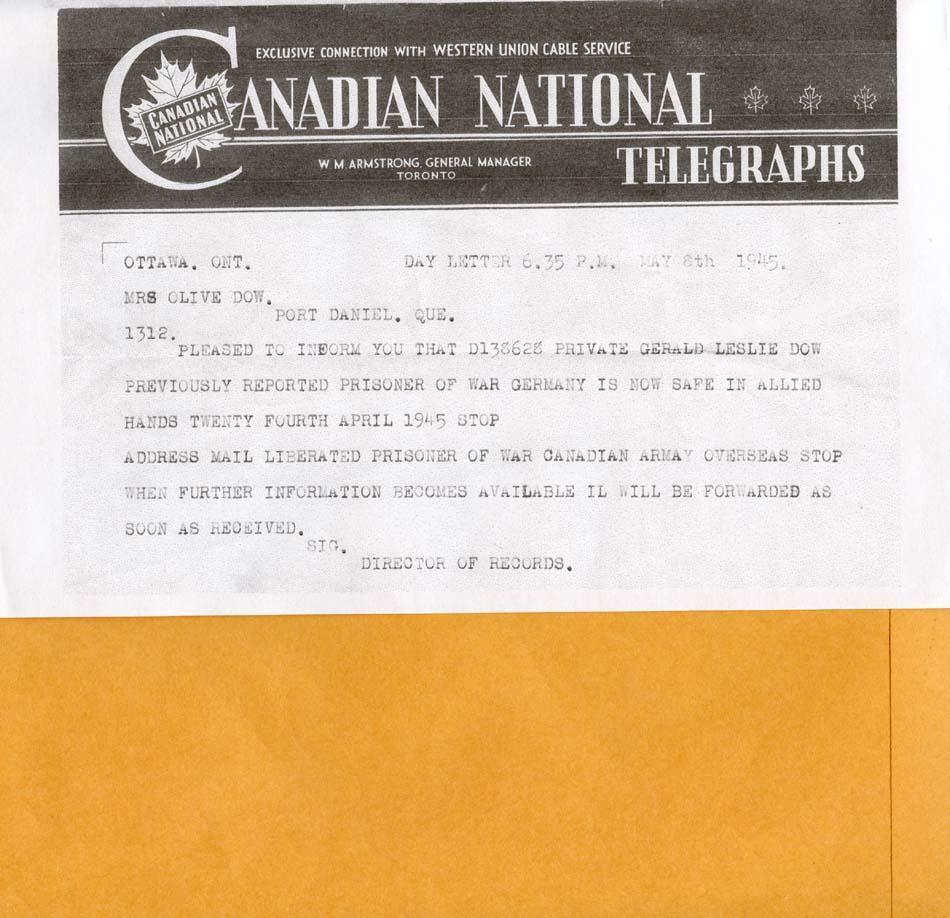 EXCLUSIVE CONNECTION WITH WESTERN UNION CABLE SERVICE
CANADIAN NATIONAL
CANADIAN NATIONAL
TELEGRAPHS
W. M. ARMSTRONG, GENERAL MANAGER
TORONTO
OTTAWA. ONT. DAY LETTER 6.35 P.M. MAY 8th 1945.
MRS OLIVE DOW.
PORT DANIEL. QUE.
1312.
PLEASED TO INFORM YOU THAT D138628 PRIVATE GERALD LESLIE DOW
PREVIOUSLY REPORTED PRISONER OF WAR GERMANY IS NOW SAFE IN ALLIED
HANDS TWENTY FOURTH APRIL 1945 STOP
ADDRESS MAIL LIBERATED PRISONER OF WAR CANADIAN ARMAY OVERSEAS STOP
WHEN FURTHER INFORMATION BECOMES AVAILABLE IL WILL BE FORWARDED AS
SOON AS RECEIVED.
SIG.
DIRECTOR OF RECORDS.